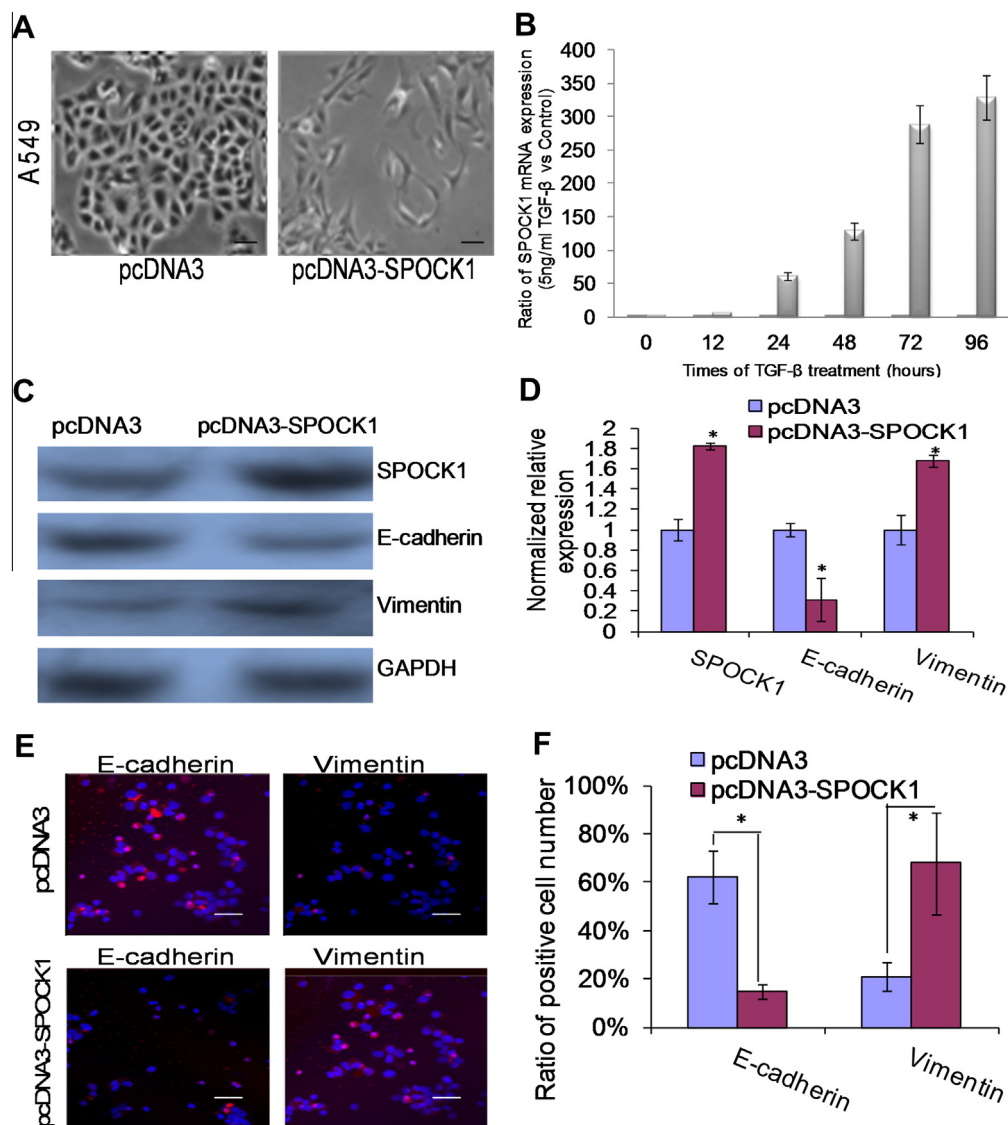 A
A549
pcDNA3
pcDNA3-SPOCK1
B
Ratio of SPOCK1 mRNA expression
(5ng/ml TGF-β vs Control)
400
350
300
250
200
150
100
50
0
0 12 24 48 72 96
Times of TGF-β treatment (hours)
C
pcDNA3 pcDNA3-SPOCK1
SPOCK1
E-cadherin
Vimentin
GAPDH
D
pcDNA3
pcDNA3-SPOCK1
Normalized relative
expression
2
1.8
1.6
1.4
1.2
1
0.8
0.6
0.4
0.2
0
*
*
*
SPOCK1
E-cadherin
Vimentin
E
E-cadherin Vimentin
pcDNA3
E-cadherin Vimentin
pcDNA3-SPOCK1
F
pcDNA3
pcDNA3-SPOCK1
Ratio of positive cell number
100%
80%
60%
40%
20%
0%
*
*
E-cadherin
Vimentin